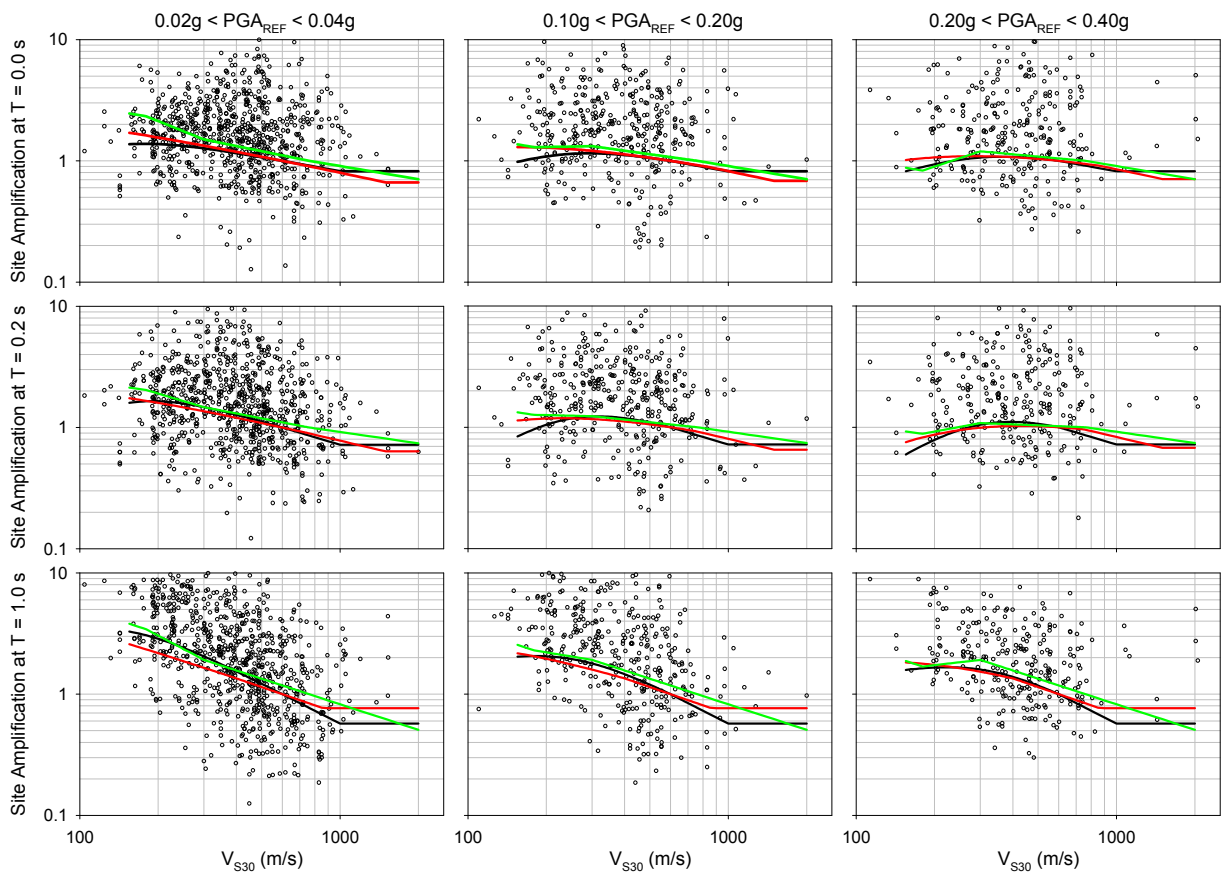 0.02g < PGA_REF < 0.04g
0.10g < PGA_REF < 0.20g
0.20g < PGA_REF < 0.40g
Site Amplification at T = 0.0 s
10
1
0.1
Site Amplification at T = 0.2 s
10
1
0.1
Site Amplification at T = 1.0 s
10
1
0.1
100
1000
100
1000
100
1000
V_S30 (m/s)
V_S30 (m/s)
V_S30 (m/s)